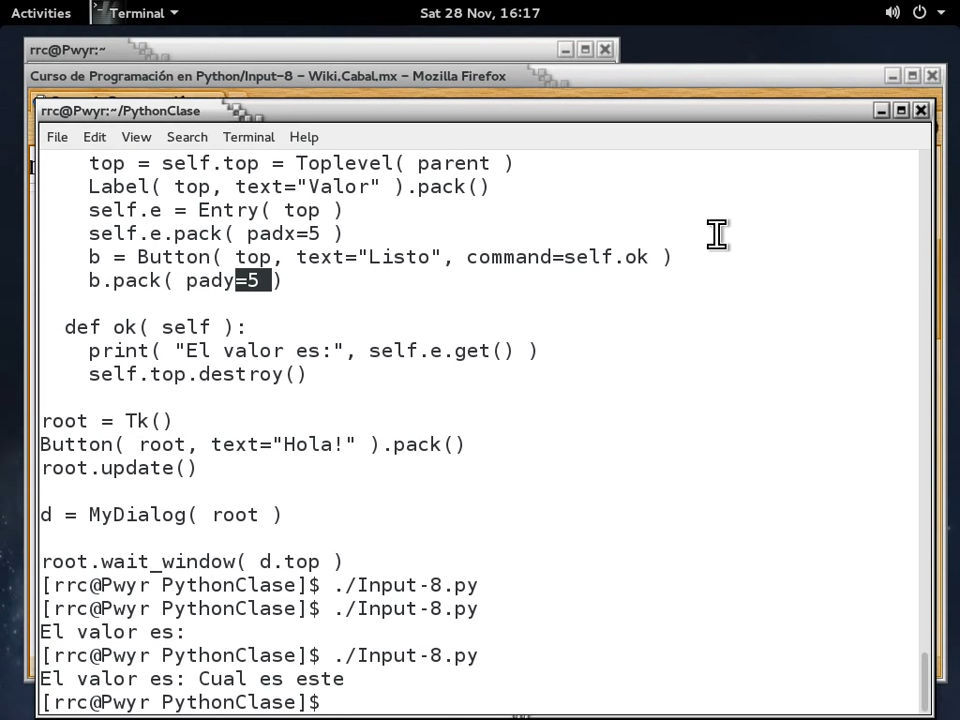 Activities Terminal Sat 28 Nov, 16:17
rrc@Pwyr:~
Curso de Programación en Python/Input-8 – Wiki.Cabal.mx – Mozilla Firefox
rrc@Pwyr:~/PythonClase
File Edit View Search Terminal Help
top = self.top = Toplevel( parent )
Label( top, text="Valor" ).pack()
self.e = Entry( top )
self.e.pack( padx=5 )
b = Button( top, text="Listo", command=self.ok )
b.pack( pady=5 )
def ok( self ):
print( "El valor es:", self.e.get() )
self.top.destroy()
root = Tk()
Button( root, text="Hola!" ).pack()
root.update()
d = MyDialog( root )
root.wait_window( d.top )
[rrc@Pwyr PythonClase]$ ./Input-8.py
[rrc@Pwyr PythonClase]$ ./Input-8.py
El valor es:
[rrc@Pwyr PythonClase]$ ./Input-8.py
El valor es: Cual es este
[rrc@Pwyr PythonClase]$